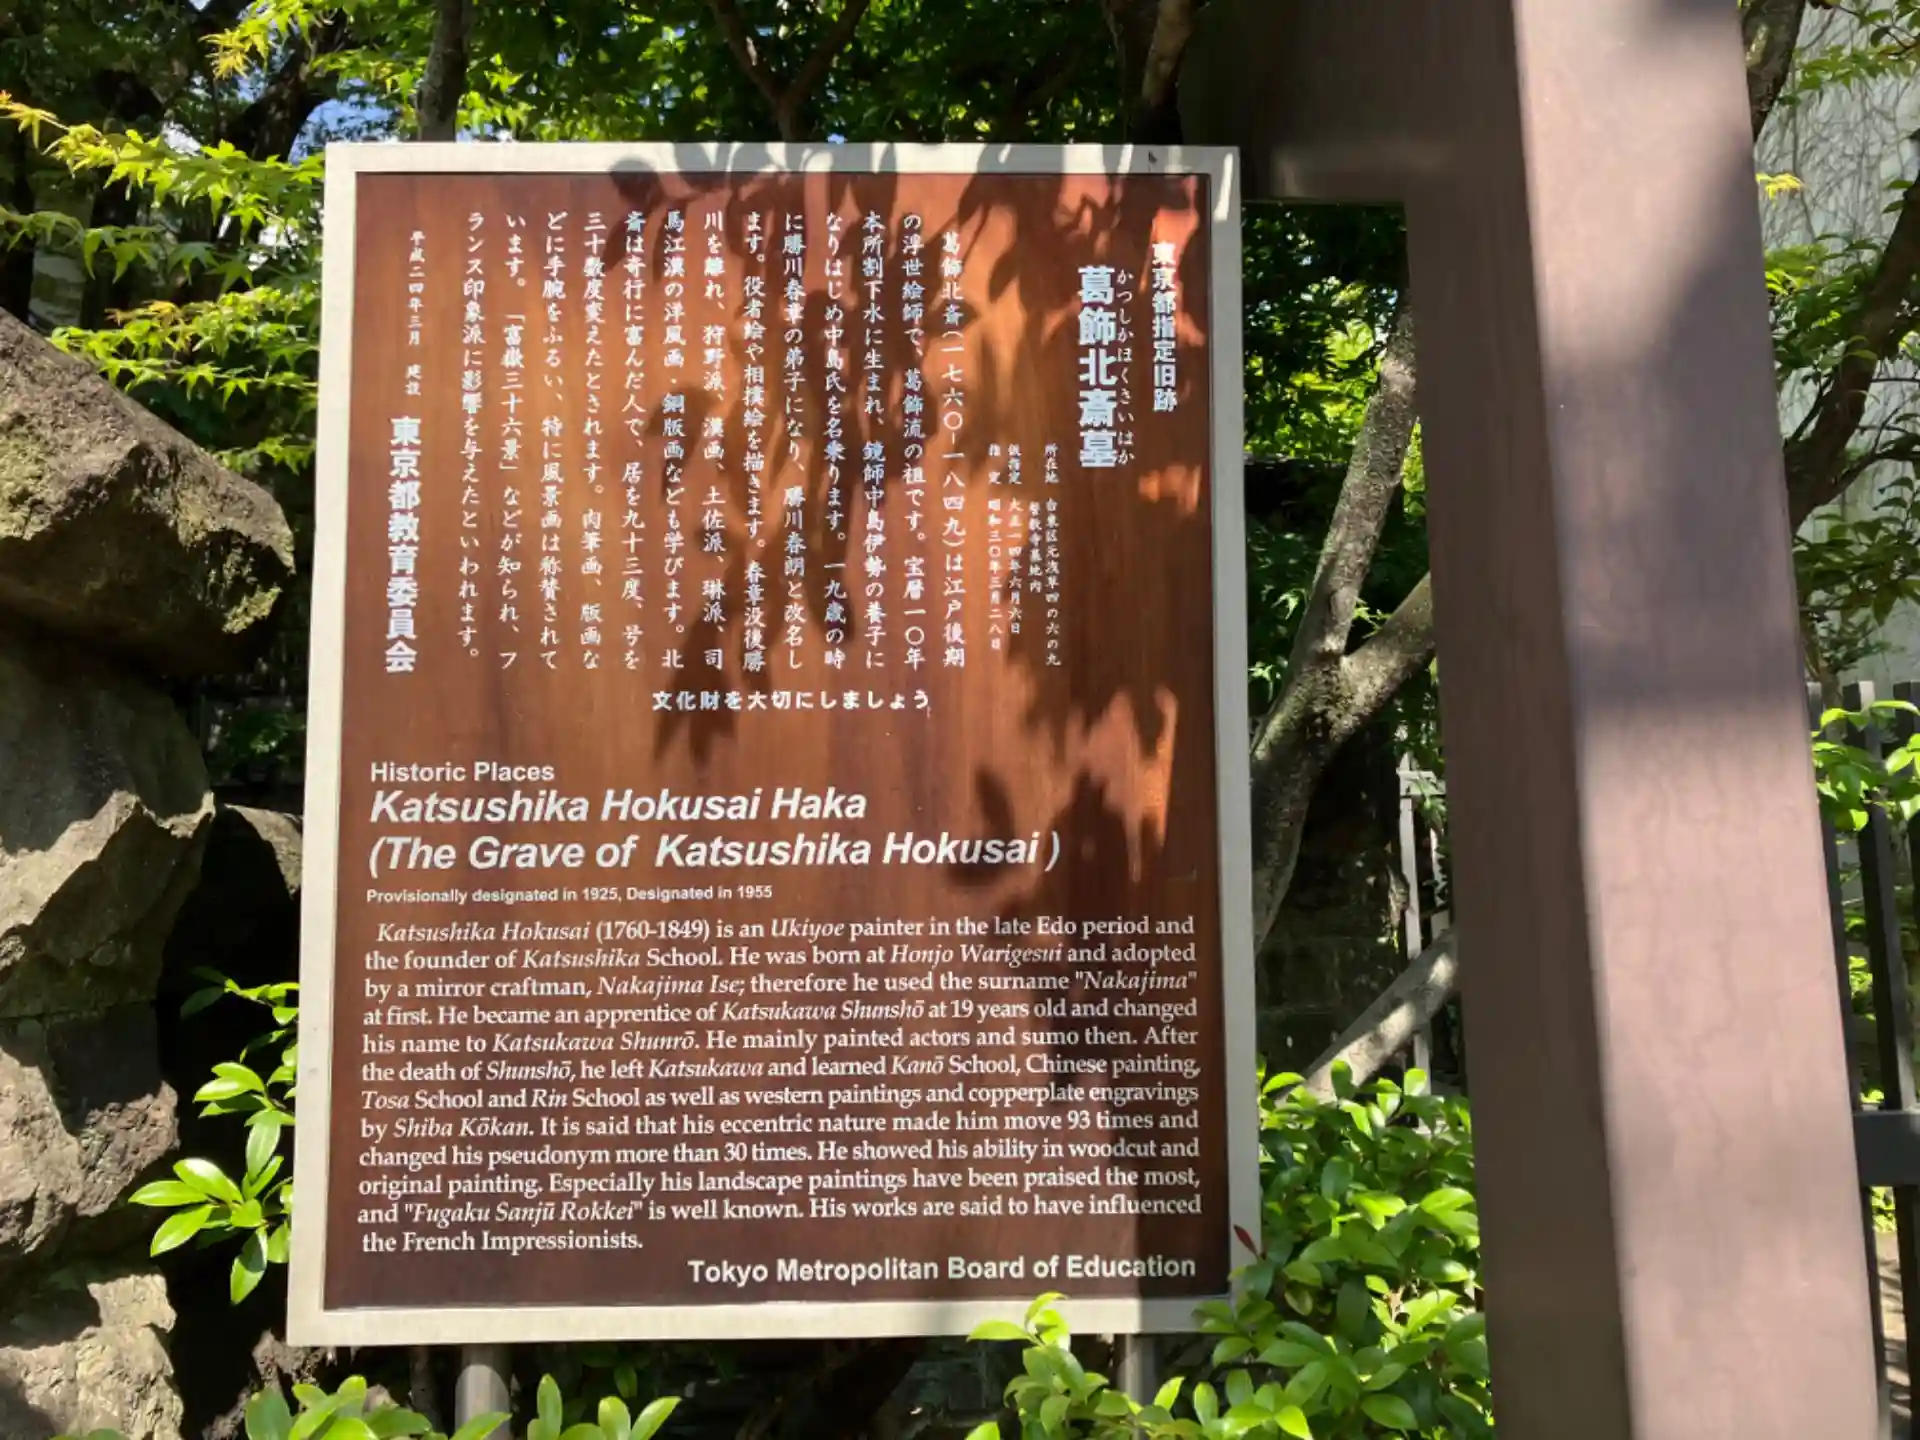 東京都指定旧跡
葛飾北斎墓
かつしかほくさいはか
所在地 台東区元浅草四の六の九
誓教寺墓地内
仮指定 大正一四年六月六日
指定 昭和三〇年三月二八日
葛飾北斎(一七六〇-一八四九)は江戸後期
の浮世絵師で、葛飾流の祖です。宝暦一〇年
本所割下水に生まれ、鏡師中島伊勢の養子に
なりはじめ中島氏を名乗ります。一九歳の時
に勝川春章の弟子になり、勝川春朗と改名し
ます。役者絵や相撲絵を描きます。春章没後勝
川を離れ、狩野派、漢画、土佐派、琳派、司
馬江漢の洋風画・銅版画なども学びます。北
斎は奇行に富んだ人で、居を九十三度、号を
三十数度変えたとされます。肉筆画、版画な
どに手腕をふるい、特に風景画は称賛されて
います。「富嶽三十六景」などが知られ、フ
ランス印象派に影響を与えたといわれます。
平成二四年三月 建設
東京都教育委員会
文化財を大切にしましょう
Historic Places
Katsushika Hokusai Haka
(The Grave of Katsushika Hokusai)
Provisionally designated in 1925, Designated in 1955
Katsushika Hokusai (1760-1849) is an Ukiyoe painter in the late Edo period and
the founder of Katsushika School. He was born at Honjo Warigesui and adopted
by a mirror craftman, Nakajima Ise; therefore he used the surname "Nakajima"
at first. He became an apprentice of Katsukawa Shunshō at 19 years old and changed
his name to Katsukawa Shunrō. He mainly painted actors and sumo then. After
the death of Shunshō, he left Katsukawa and learned Kanō School, Chinese painting,
Tosa School and Rin School as well as western paintings and copperplate engravings
by Shiba Kōkan. It is said that his eccentric nature made him move 93 times and
changed his pseudonym more than 30 times. He showed his ability in woodcut and
original painting. Especially his landscape paintings have been praised the most,
and "Fugaku Sanjū Rokkei" is well known. His works are said to have influenced
the French Impressionists.
Tokyo Metropolitan Board of Education